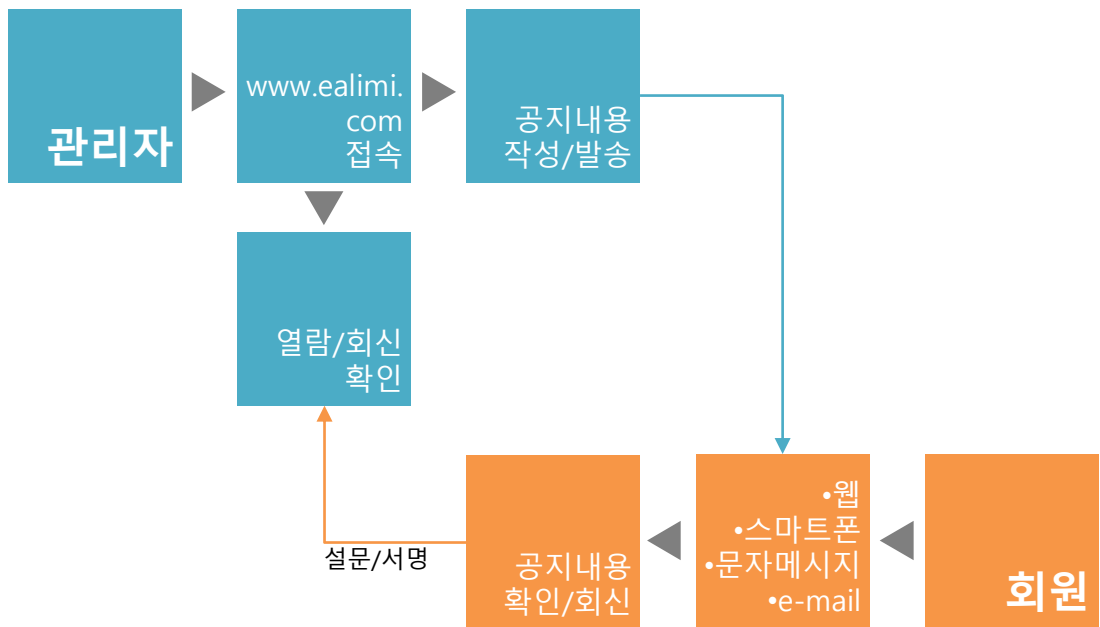 관리자
www.ealimi.
com
접속
공지내용
작성/발송
열람/회신
확인
설문/서명
공지내용
확인/회신
•웹
•스마트폰
•문자메시지
•e-mail
회원